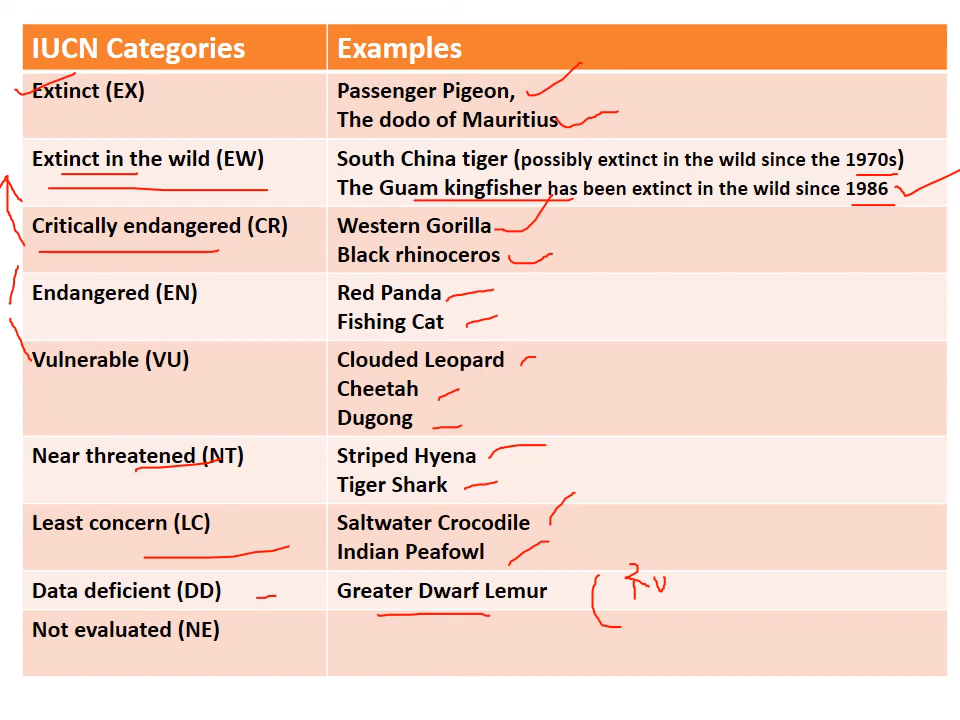 IUCN Categories Examples
Extinct (EX) Passenger Pigeon,
The dodo of Mauritius
Extinct in the wild (EW) South China tiger (possibly extinct in the wild since the 1970s)
The Guam kingfisher has been extinct in the wild since 1986
Critically endangered (CR) Western Gorilla
Black rhinoceros
Endangered (EN) Red Panda
Fishing Cat
Vulnerable (VU) Clouded Leopard
Cheetah
Dugong
Near threatened (NT) Striped Hyena
Tiger Shark
Least concern (LC) Saltwater Crocodile
Indian Peafowl
Data deficient (DD) Greater Dwarf Lemur
Not evaluated (NE)